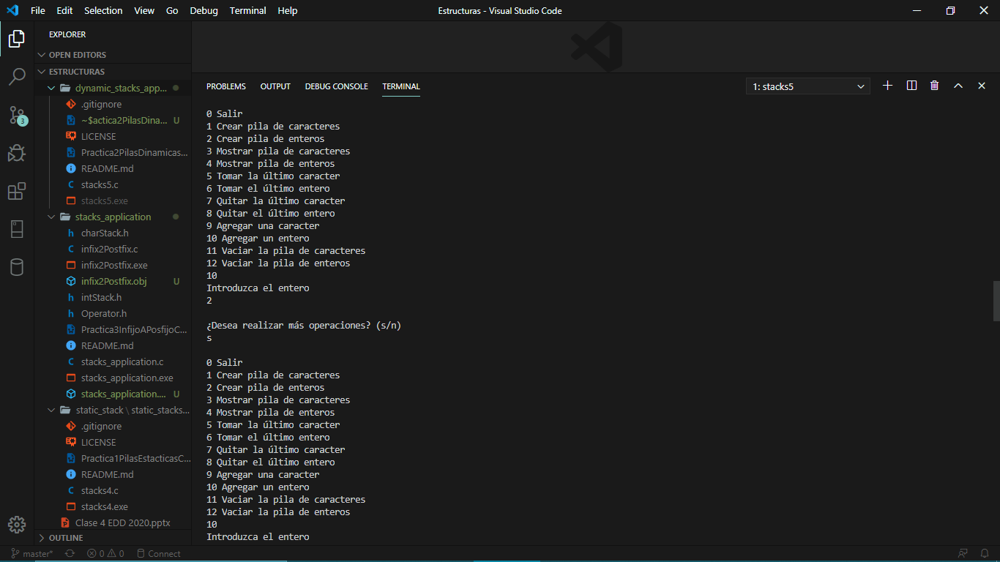 File Edit Selection View Go Debug Terminal Help
Estructuras - Visual Studio Code
EXPLORER
OPEN EDITORS
ESTRUCTURAS
dynamic_stacks_app...
.gitignore
~$actica2PilasDina... U
LICENSE
Practica2PilasDinamicas...
README.md
stacks5.c
stacks5.exe
stacks_application
charStack.h
infix2Postfix.c
infix2Postfix.exe
infix2Postfix.obj U
intStack.h
Operator.h
Practica3InfijoAPosfijoC...
README.md
stacks_application.c
stacks_application.exe
stacks_application.... U
static_stack \ static_stacks...
.gitignore
LICENSE
Practica1PilasEstacticasC...
README.md
stacks4.c
stacks4.exe
Clase 4 EDD 2020.pptx
OUTLINE
3
PROBLEMS OUTPUT DEBUG CONSOLE TERMINAL
1: stacks5
0 Salir
1 Crear pila de caracteres
2 Crear pila de enteros
3 Mostrar pila de caracteres
4 Mostrar pila de enteros
5 Tomar la último caracter
6 Tomar el último entero
7 Quitar la último caracter
8 Quitar el último entero
9 Agregar una caracter
10 Agregar un entero
11 Vaciar la pila de caracteres
12 Vaciar la pila de enteros
10
Introduzca el entero
2
¿Desea realizar más operaciones? (s/n)
s
0 Salir
1 Crear pila de caracteres
2 Crear pila de enteros
3 Mostrar pila de caracteres
4 Mostrar pila de enteros
5 Tomar la último caracter
6 Tomar el último entero
7 Quitar la último caracter
8 Quitar el último entero
9 Agregar una caracter
10 Agregar un entero
11 Vaciar la pila de caracteres
12 Vaciar la pila de enteros
10
Introduzca el entero
master* 0 0 Connect